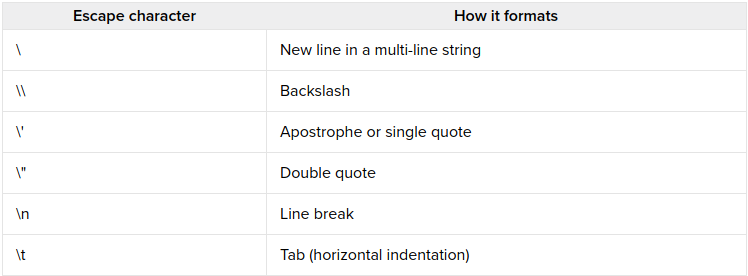 Escape character How it formats
\ New line in a multi-line string
\\ Backslash
\' Apostrophe or single quote
\" Double quote
\n Line break
\t Tab (horizontal indentation)